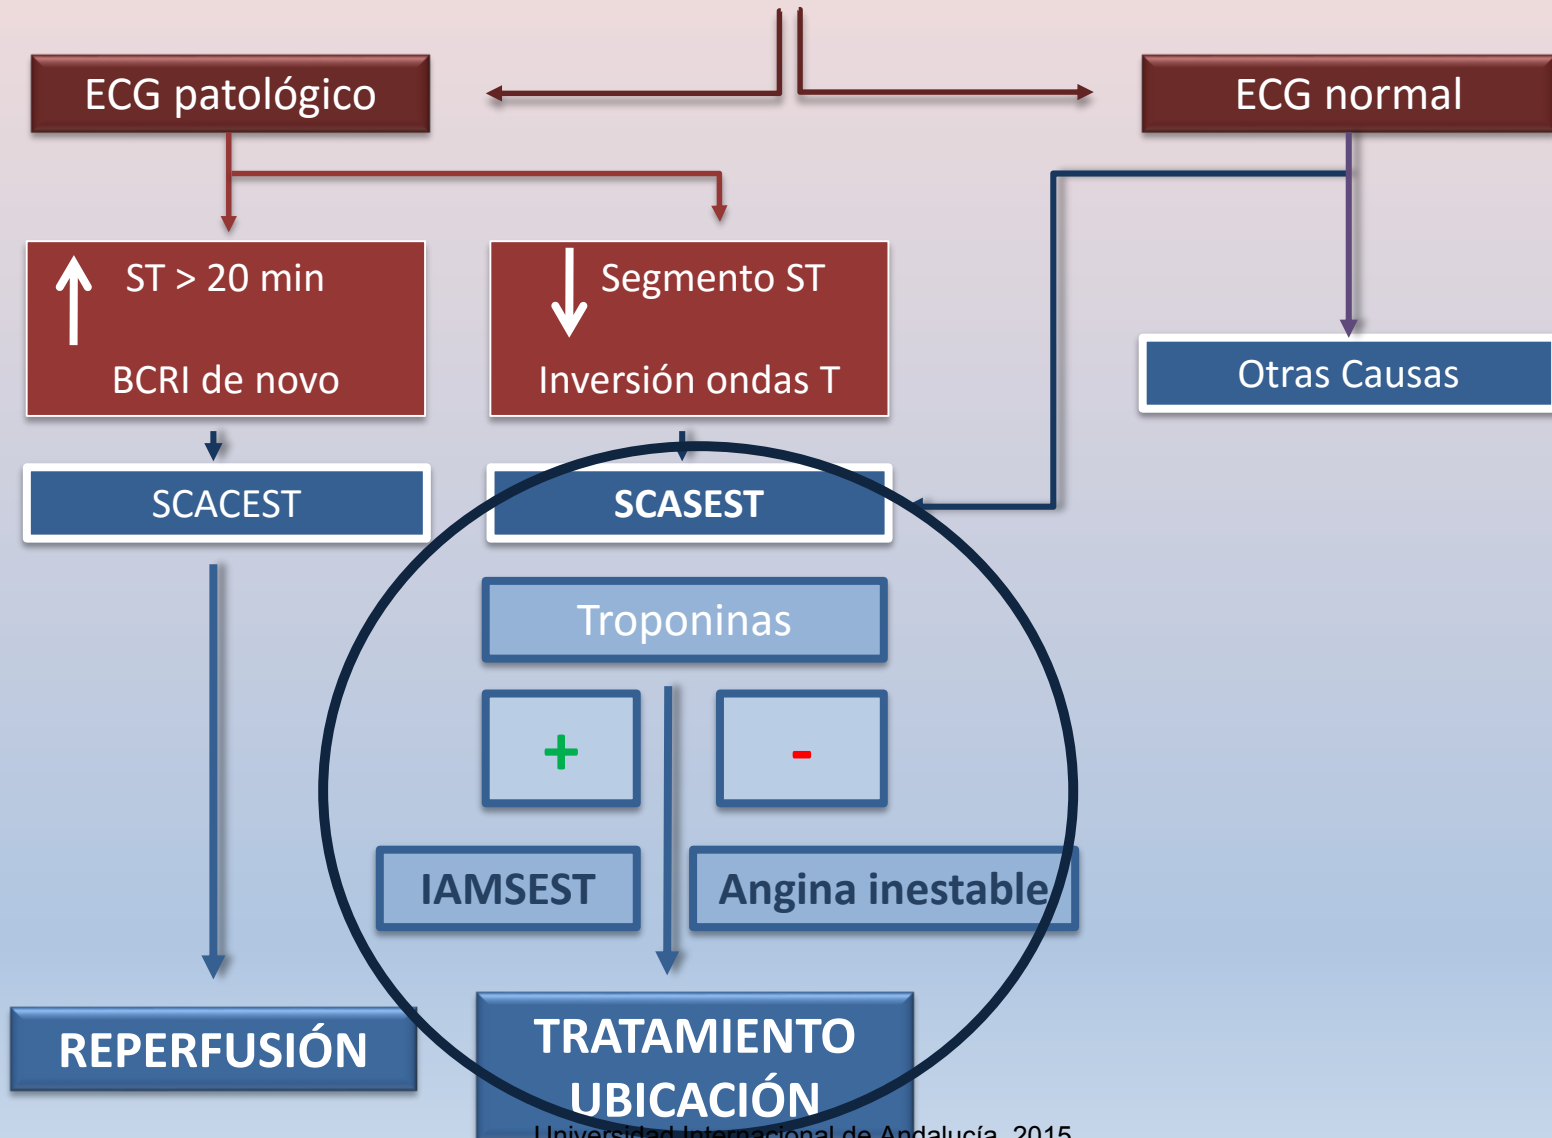 ECG patológico
ECG normal
ST > 20 min
BCRI de novo
Segmento ST
Inversión ondas T
Otras Causas
SCACEST
SCASEST
Troponinas
+
-
IAMSEST
Angina inestable
REPERFUSIÓN
TRATAMIENTO
UBICACIÓN
Universidad Internacional de Andalucía, 2015